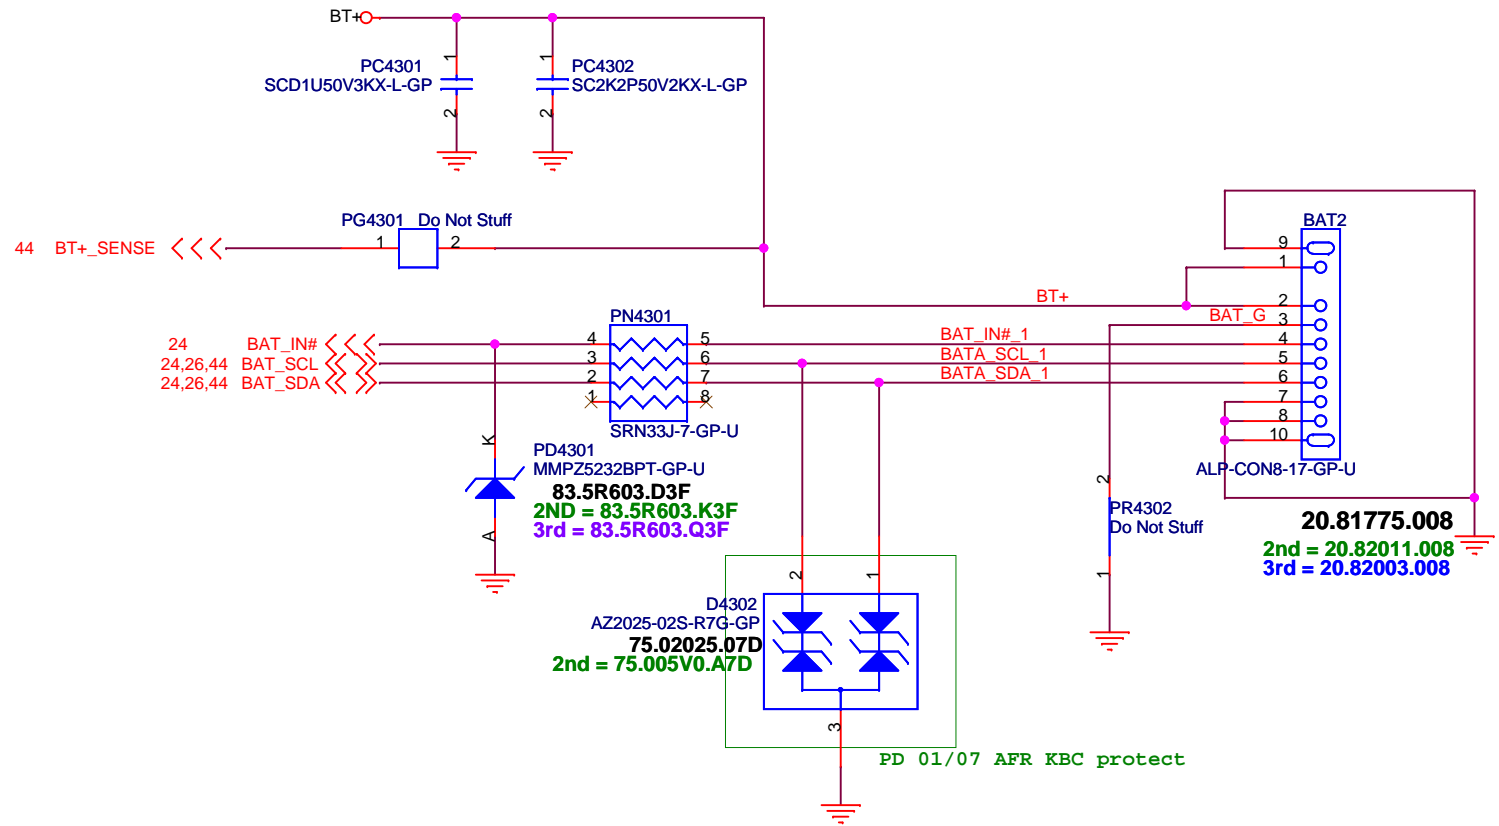 BT+
PC4301
SCD1U50V3KX-L-GP
1
2
PC4302
SC2K2P50V2KX-L-GP
1
2
44 BT+_SENSE
PG4301 Do Not Stuff
1 2
BAT2
9
1
2
3
4
5
6
7
8
10
ALP-CON8-17-GP-U
20.81775.008
2nd = 20.82011.008
3rd = 20.82003.008
BT+
BAT_G
PN4301
24 BAT_IN#
24,26,44 BAT_SCL
24,26,44 BAT_SDA
4 5
3 6
2 7
1 8
SRN33J-7-GP-U
BAT_IN#_1
BATA_SCL_1
BATA_SDA_1
K
PD4301
MMPZ5232BPT-GP-U
83.5R603.D3F
2ND = 83.5R603.K3F
3rd = 83.5R603.Q3F
A
2
PR4302
Do Not Stuff
1
2 1
D4302
AZ2025-02S-R7G-GP
75.02025.07D
2nd = 75.005V0.A7D
3
PD 01/07 AFR KBC protect